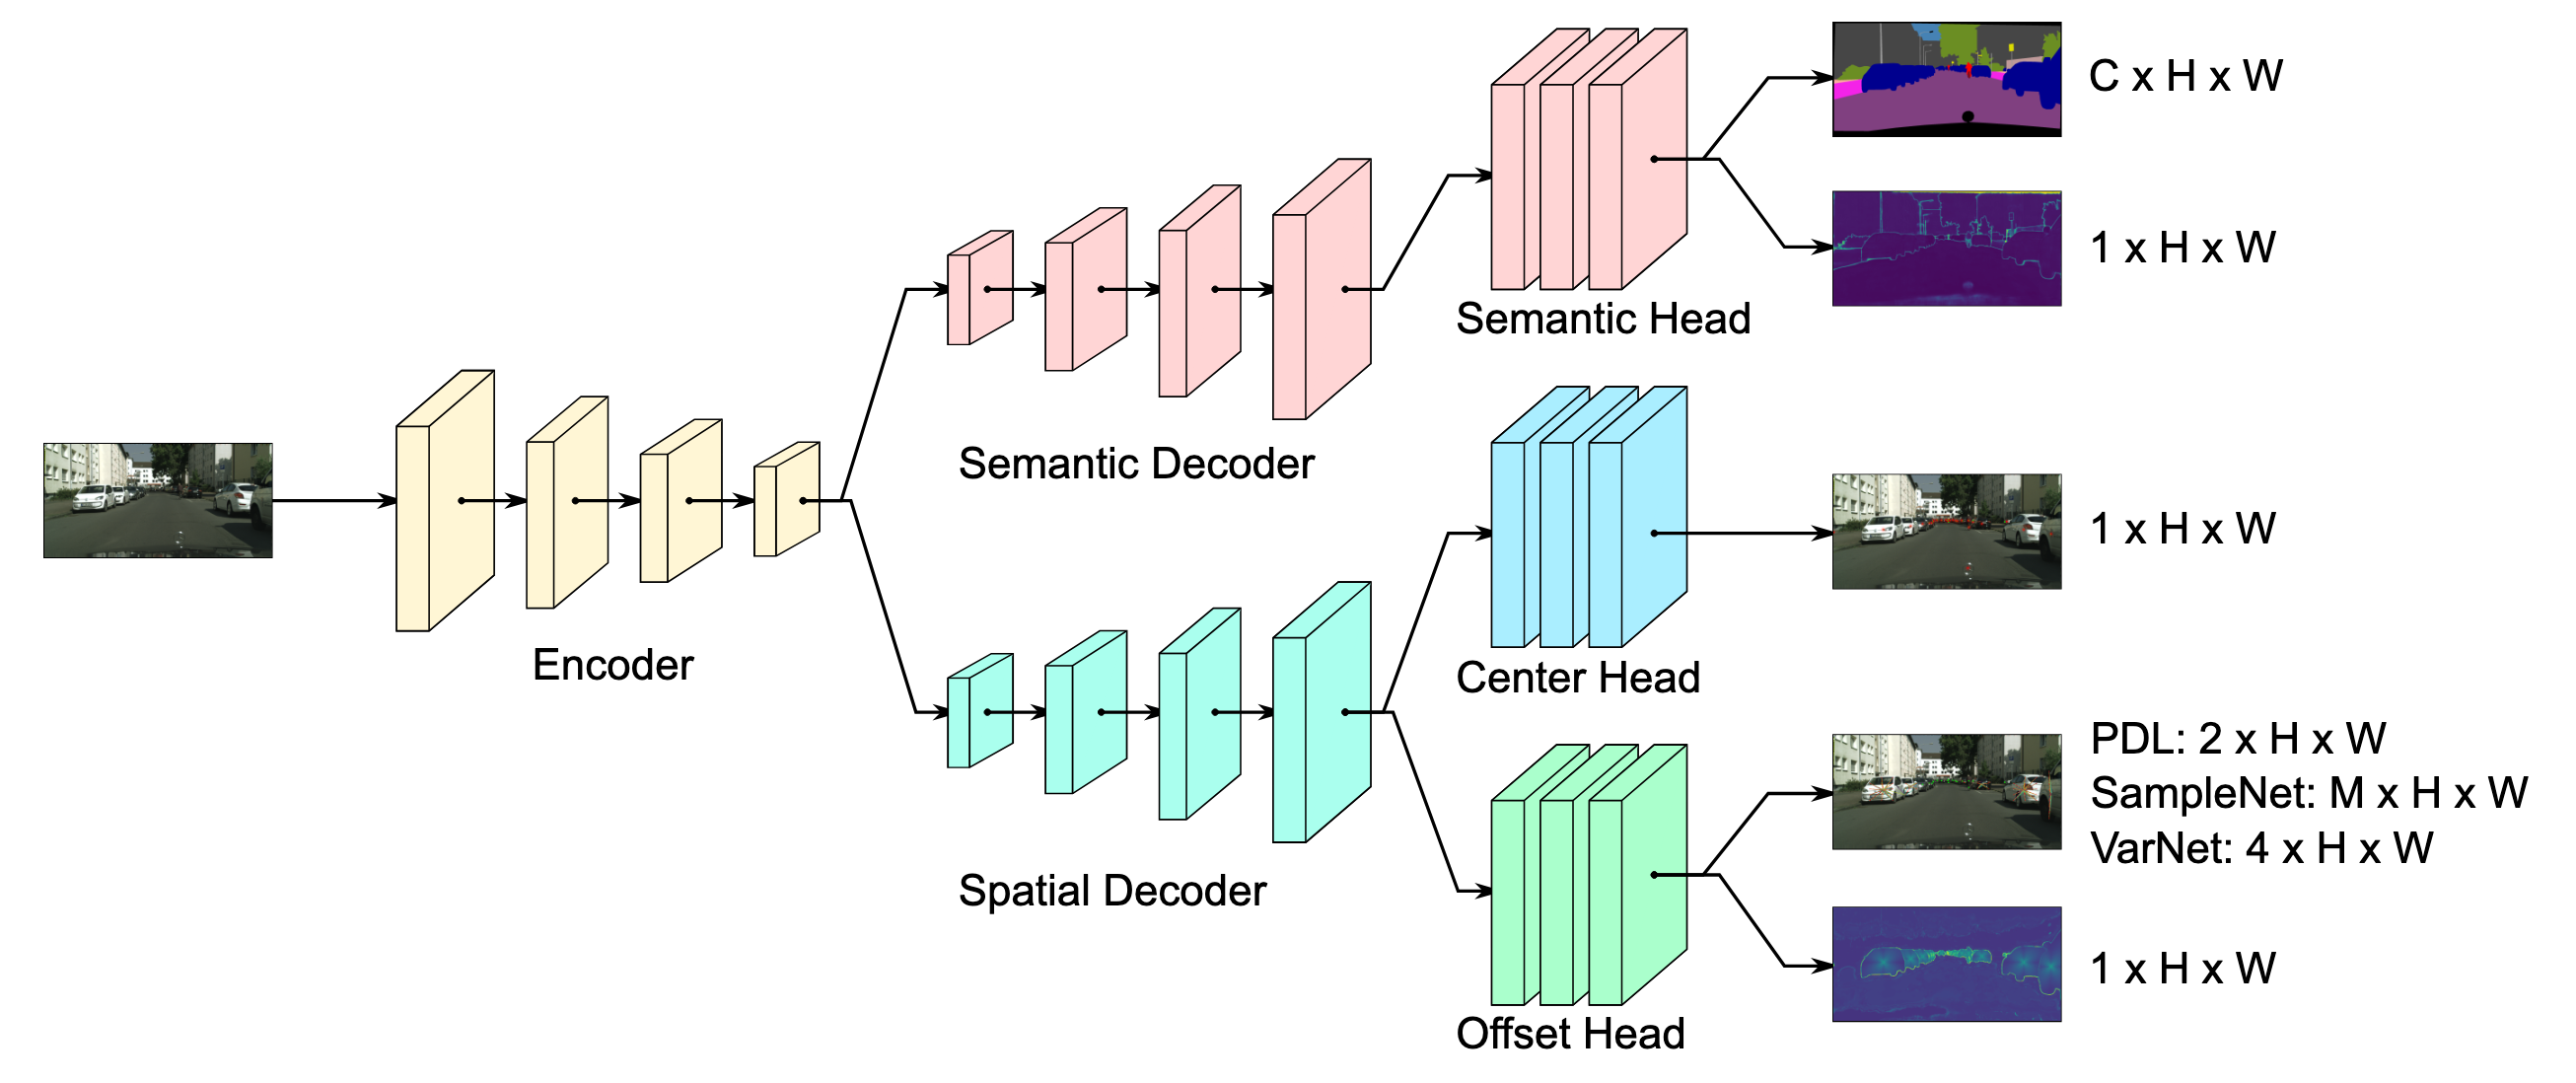 C x H x W
1 x H x W
Semantic Head
Semantic Decoder
1 x H x W
Encoder
Center Head
PDL: 2 x H x W
SampleNet: M x H x W
VarNet: 4 x H x W
Spatial Decoder
1 x H x W
Offset Head